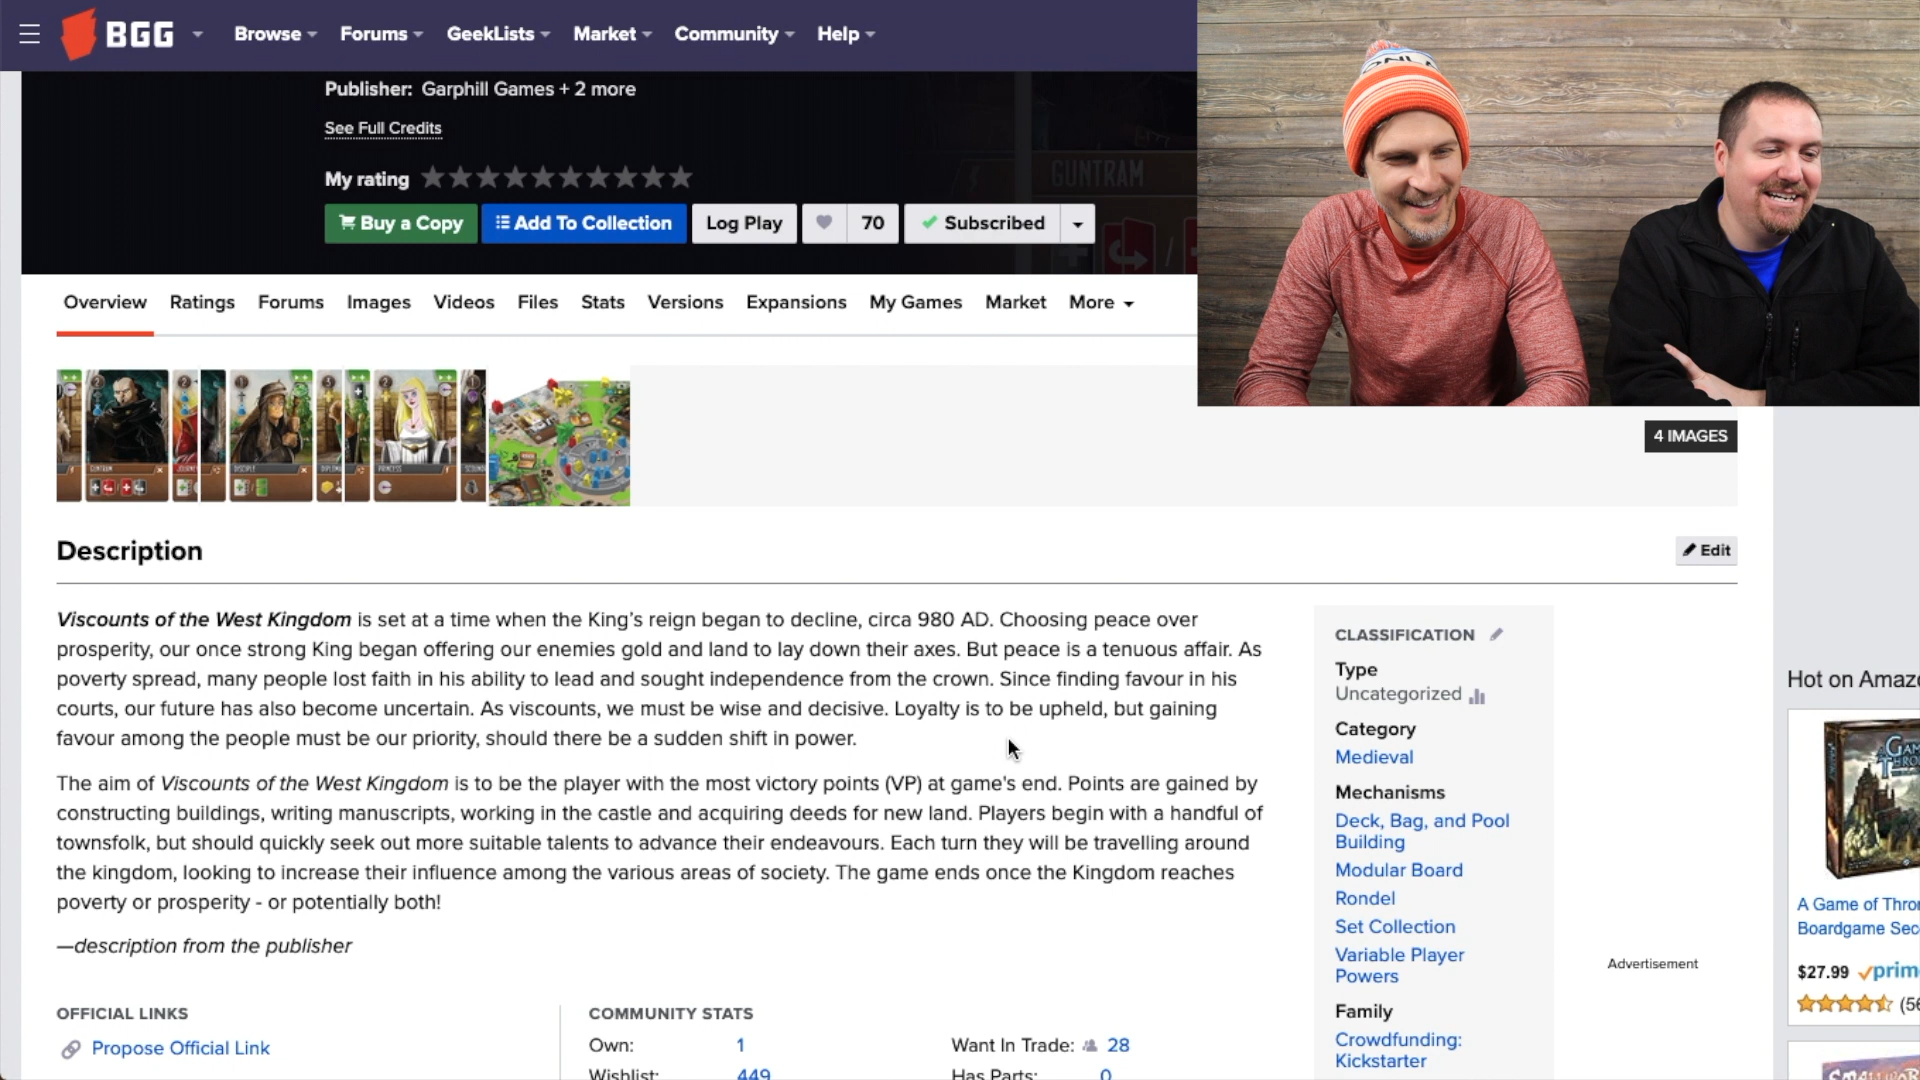 BGG Browse Forums GeekLists Market Community Help
Publisher: Garphill Games + 2 more
See Full Credits
My rating
Buy a Copy Add To Collection Log Play 70 Subscribed
GUNTRAM
Overview Ratings Forums Images Videos Files Stats Versions Expansions My Games Market More
GUNTRAM DISCIPLE PRINCESS
4 IMAGES
Description
Edit
Viscounts of the West Kingdom is set at a time when the King's reign began to decline, circa 980 AD. Choosing peace over
prosperity, our once strong King began offering our enemies gold and land to lay down their axes. But peace is a tenuous affair. As
poverty spread, many people lost faith in his ability to lead and sought independence from the crown. Since finding favour in his
courts, our future has also become uncertain. As viscounts, we must be wise and decisive. Loyalty is to be upheld, but gaining
favour among the people must be our priority, should there be a sudden shift in power.
The aim of Viscounts of the West Kingdom is to be the player with the most victory points (VP) at game's end. Points are gained by
constructing buildings, writing manuscripts, working in the castle and acquiring deeds for new land. Players begin with a handful of
townsfolk, but should quickly seek out more suitable talents to advance their endeavours. Each turn they will be travelling around
the kingdom, looking to increase their influence among the various areas of society. The game ends once the Kingdom reaches
poverty or prosperity - or potentially both!
—description from the publisher
OFFICIAL LINKS
Propose Official Link
COMMUNITY STATS
Own: 1
Wishlist: 449
Want In Trade: 28
Has Parts: 0
CLASSIFICATION
Type
Uncategorized
Category
Medieval
Mechanisms
Deck, Bag, and Pool
Building
Modular Board
Rondel
Set Collection
Variable Player
Powers
Family
Crowdfunding:
Kickstarter
Advertisement
Hot on Amazo
A Game of Thron
Boardgame Sec
$27.99 prim